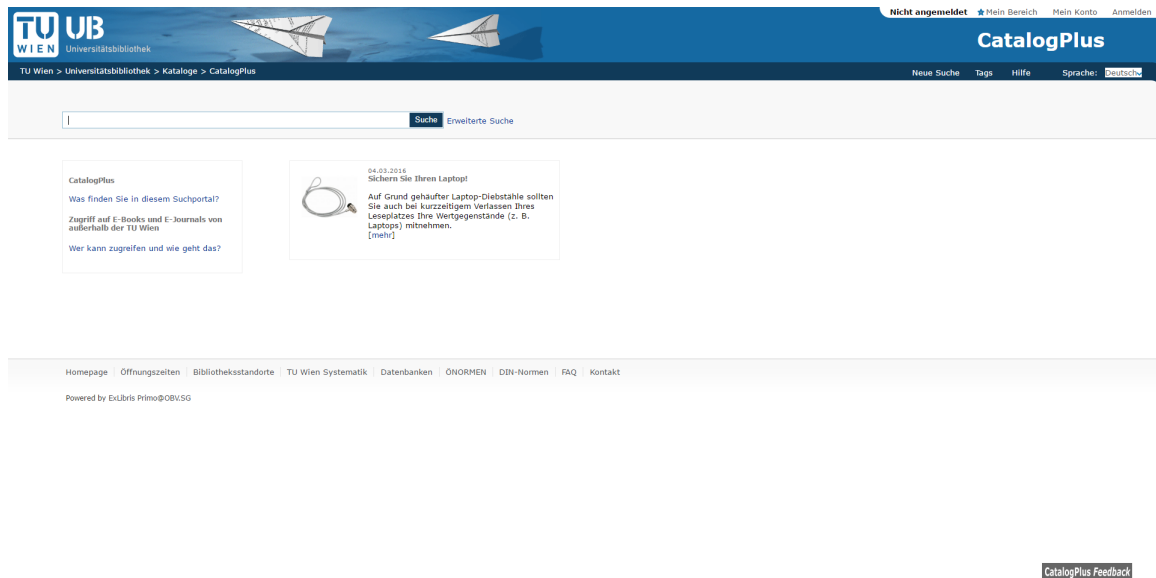 Nicht angemeldet Mein Bereich Mein Konto Anmelden
TU WIEN
UB
Universitätsbibliothek
CatalogPlus
TU Wien > Universitätsbibliothek > Kataloge > CatalogPlus
Neue Suche Tags Hilfe Sprache: Deutsch
Suche Erweiterte Suche
CatalogPlus
Was finden Sie in diesem Suchportal?
Zugriff auf E-Books und E-Journals von
außerhalb der TU Wien
Wer kann zugreifen und wie geht das?
04.03.2016
Sichern Sie Ihren Laptop!
Auf Grund gehäufter Laptop-Diebstähle sollten
Sie auch bei kurzzeitigem Verlassen Ihres
Leseplatzes Ihre Wertgegenstände (z. B.
Laptops) mitnehmen.
[mehr]
Homepage Öffnungszeiten Bibliotheksstandorte TU Wien Systematik Datenbanken ÖNORMEN DIN-Normen FAQ Kontakt
Powered by ExLibris Primo@OBV.SG
CatalogPlus Feedback